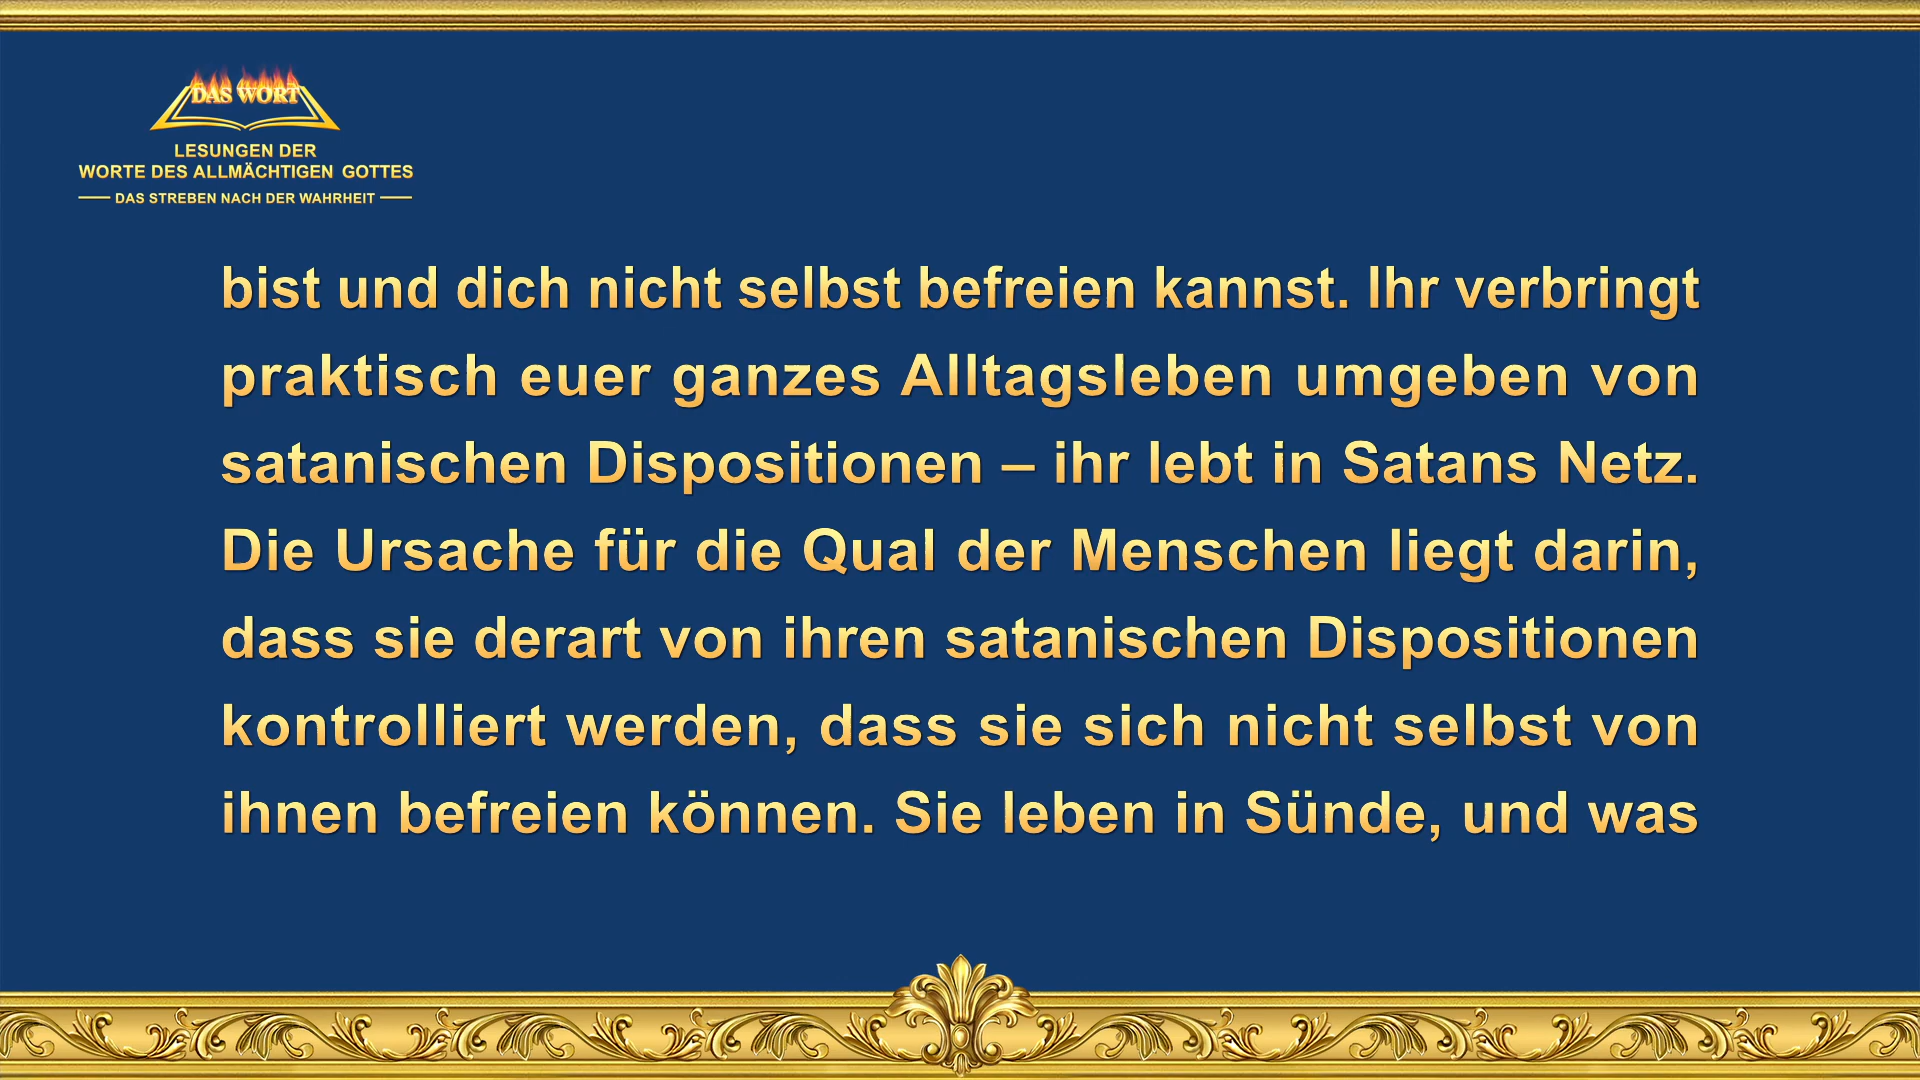 DAS WORT
LESUNGEN DER
WORTE DES ALLMÄCHTIGEN GOTTES
DAS STREBEN NACH DER WAHRHEIT
bist und dich nicht selbst befreien kannst. Ihr verbringt
praktisch euer ganzes Alltagsleben umgeben von
satanischen Dispositionen – ihr lebt in Satans Netz.
Die Ursache für die Qual der Menschen liegt darin,
dass sie derart von ihren satanischen Dispositionen
kontrolliert werden, dass sie sich nicht selbst von
ihnen befreien können. Sie leben in Sünde, und was